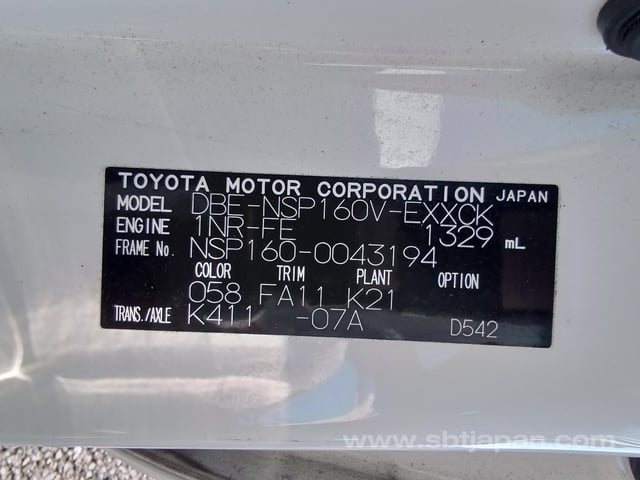 TOYOTA MOTOR CORPORATION JAPAN
MODEL DBE-NSP160V-EXXCK
ENGINE 1NR-FE 1329 mL
FRAME No. NSP160-0043194
COLOR TRIM PLANT OPTION
058 FA11 K21
TRANS./AXLE K411 -07A D542
www.sbtjapan.com